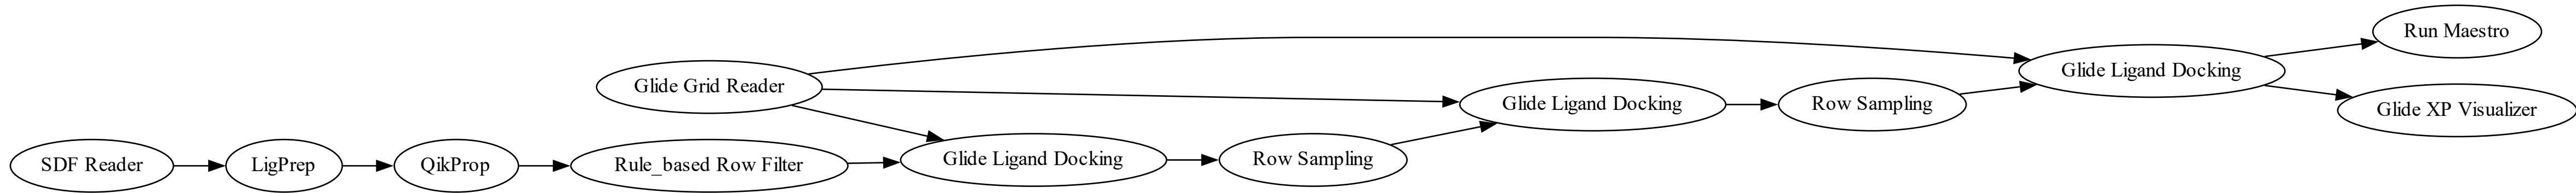 SDF Reader
LigPrep
QikProp
Rule_based Row Filter
Glide Grid Reader
Glide Ligand Docking
Row Sampling
Glide Ligand Docking
Row Sampling
Glide Ligand Docking
Run Maestro
Glide XP Visualizer